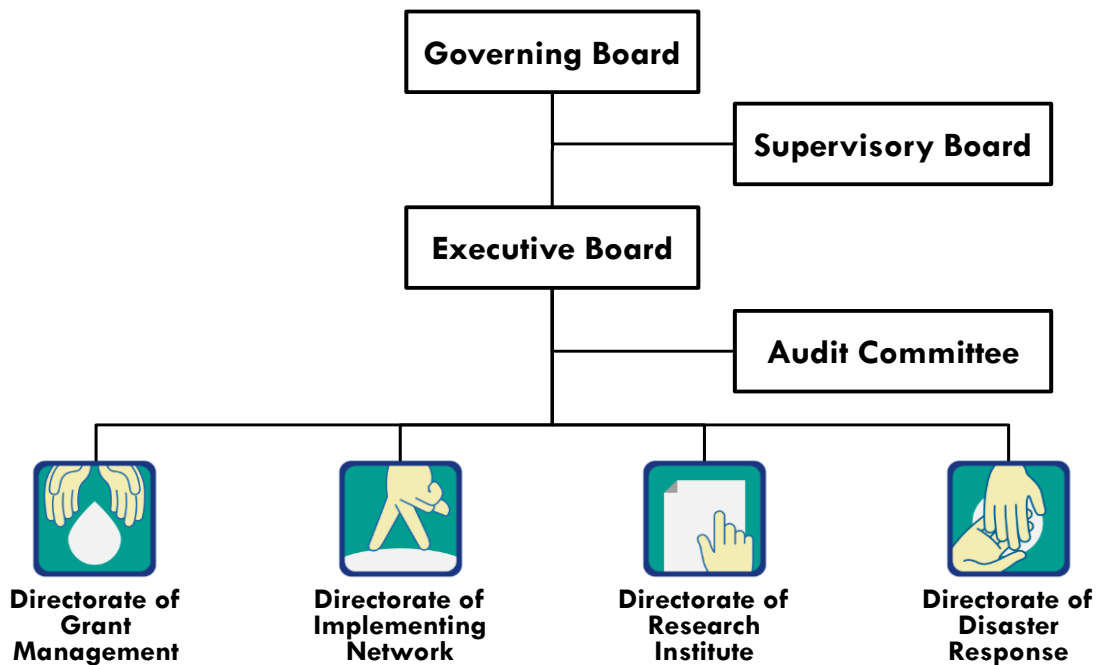 Governing Board
Supervisory Board
Executive Board
Audit Committee
Directorate of
Grant
Management
Directorate of
Implementing
Network
Directorate of
Research
Institute
Directorate of
Disaster
Response